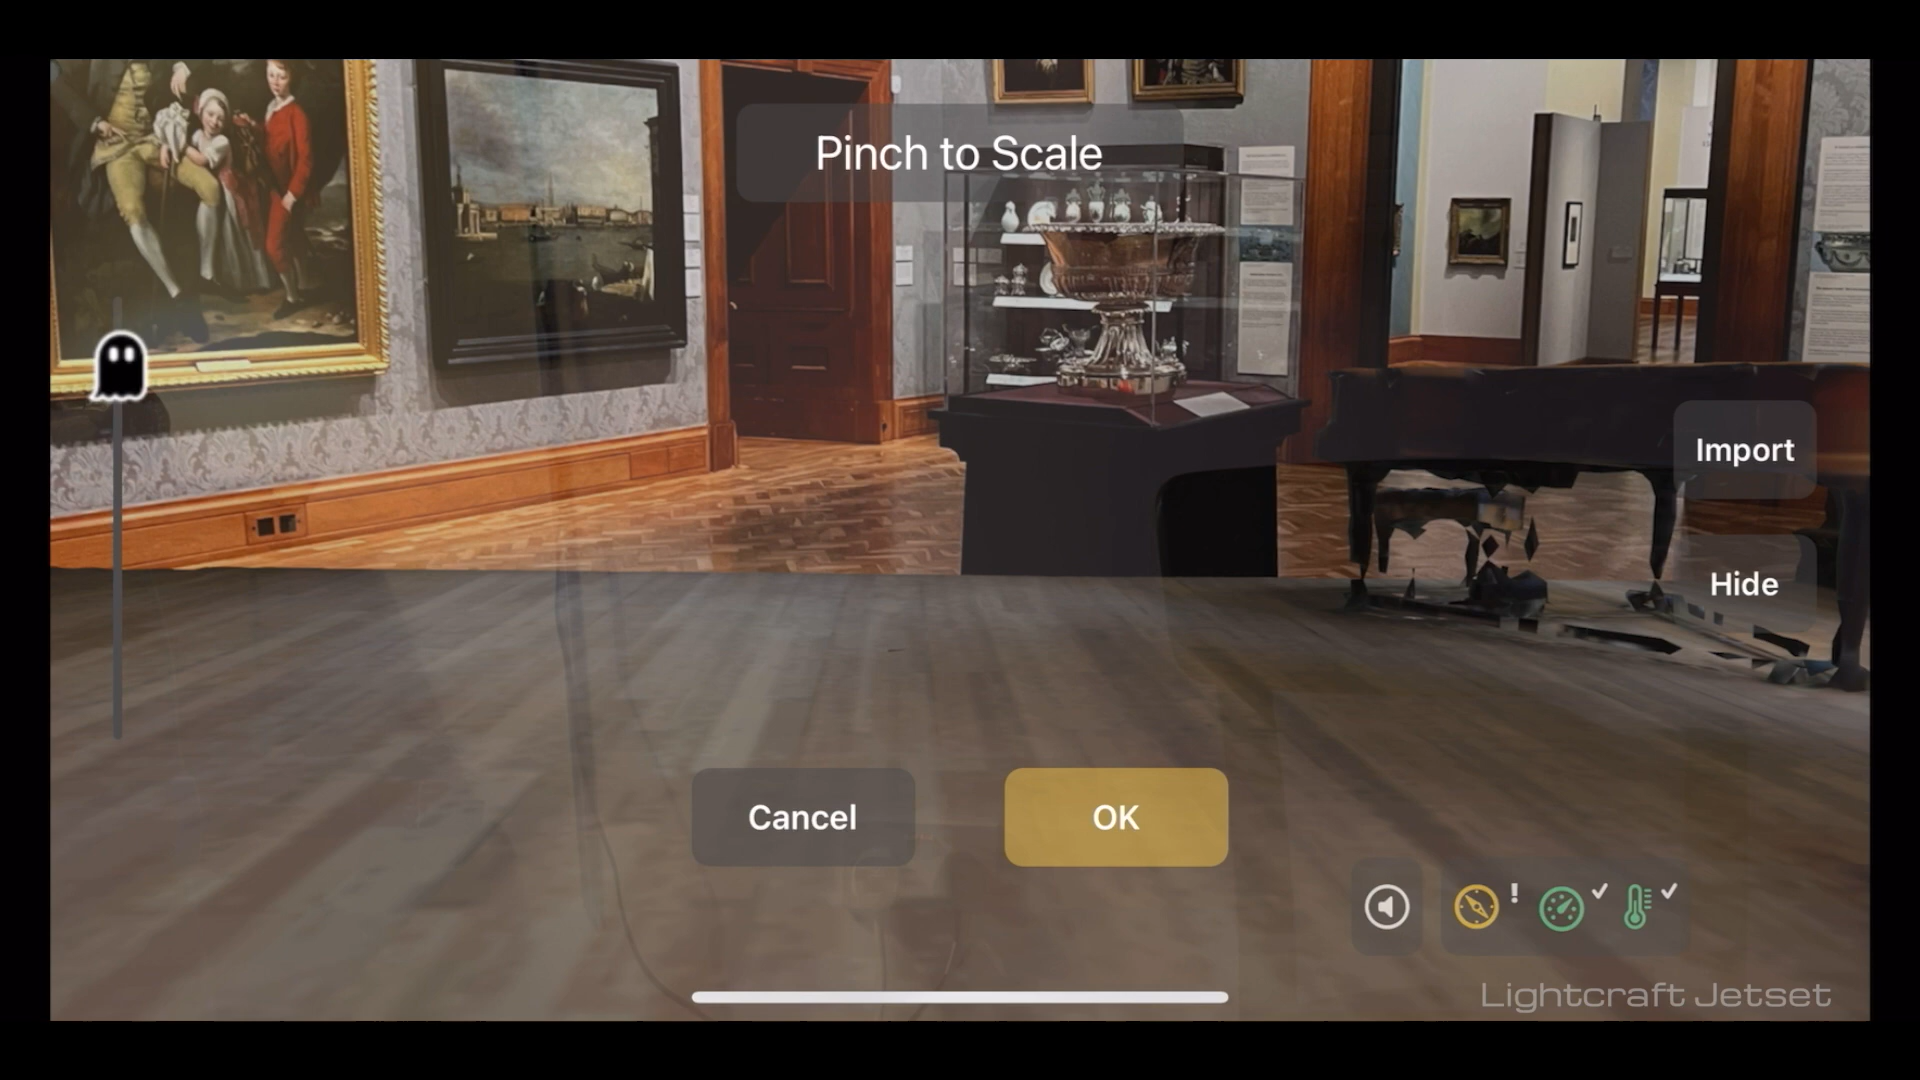 Pinch to Scale
Import
Hide
Cancel
OK
!
Lightcraft Jetset